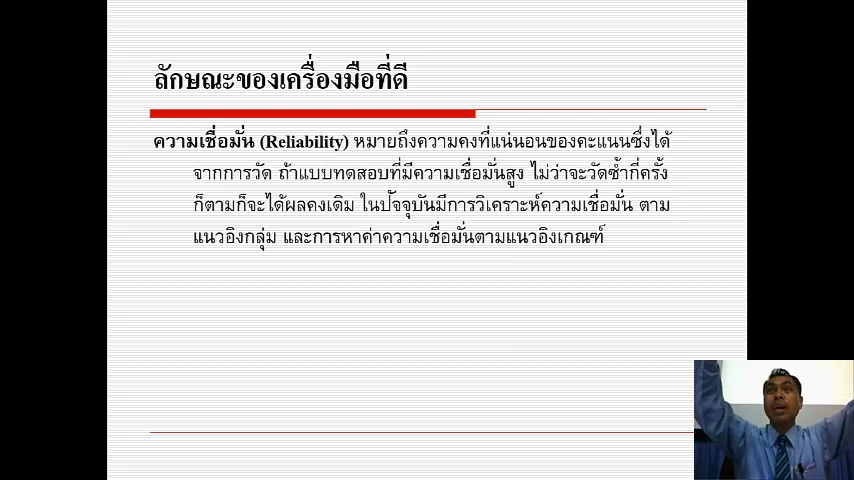 ลักษณะของเครื่องมือที่ดี
ความเชื่อมั่น (Reliability) หมายถึงความคงที่แน่นอนของคะแนนซึ่งได้
จากการวัด ถ้าแบบทดสอบที่มีความเชื่อมั่นสูง ไม่ว่าจะวัดซ้ำกี่ครั้ง
ก็ตามก็จะได้ผลคงเดิม ในปัจจุบันมีการวิเคราะห์ความเชื่อมั่น ตาม
แนวอิงกลุ่ม และการหาค่าความเชื่อมั่นตามแนวอิงเกณฑ์